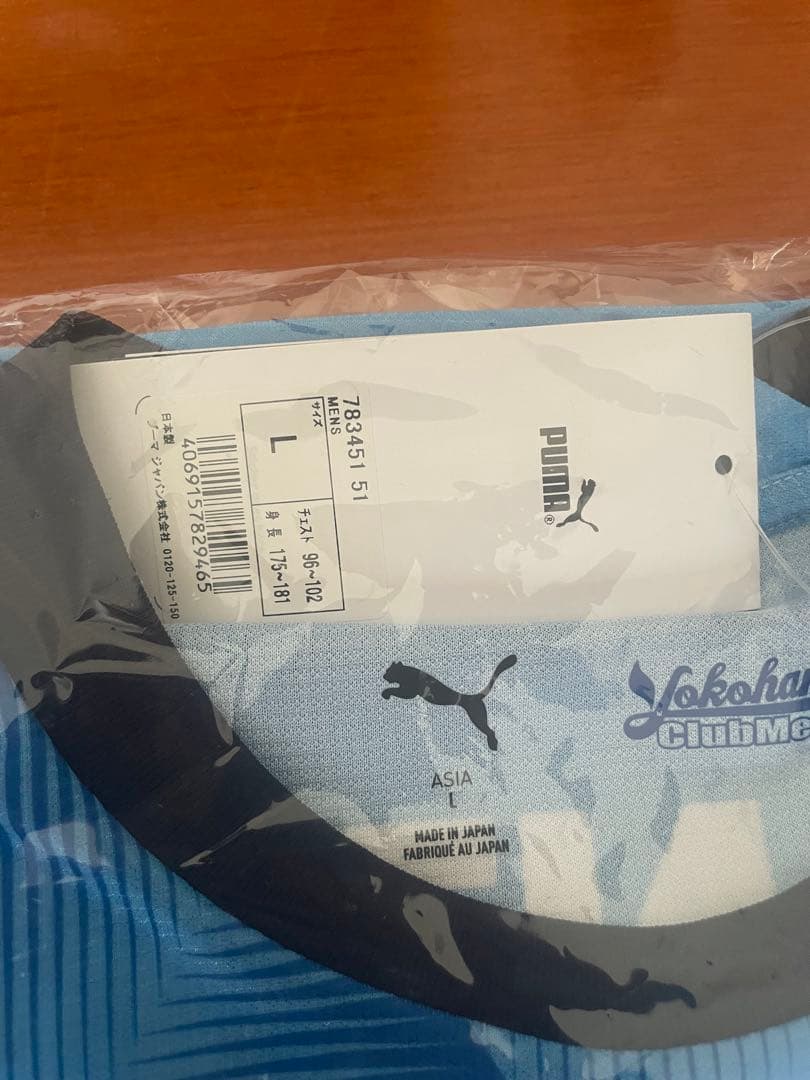 783451 51
MENS
サイズ
L
チェスト 96~102
身長 175~181
4069157829465
日本製
プーマ ジャパン株式会社 0120-125-150
PUMA®
ASIA
L
MADE IN JAPAN
FABRIQUÉ AU JAPAN
Yokoha
ClubMe